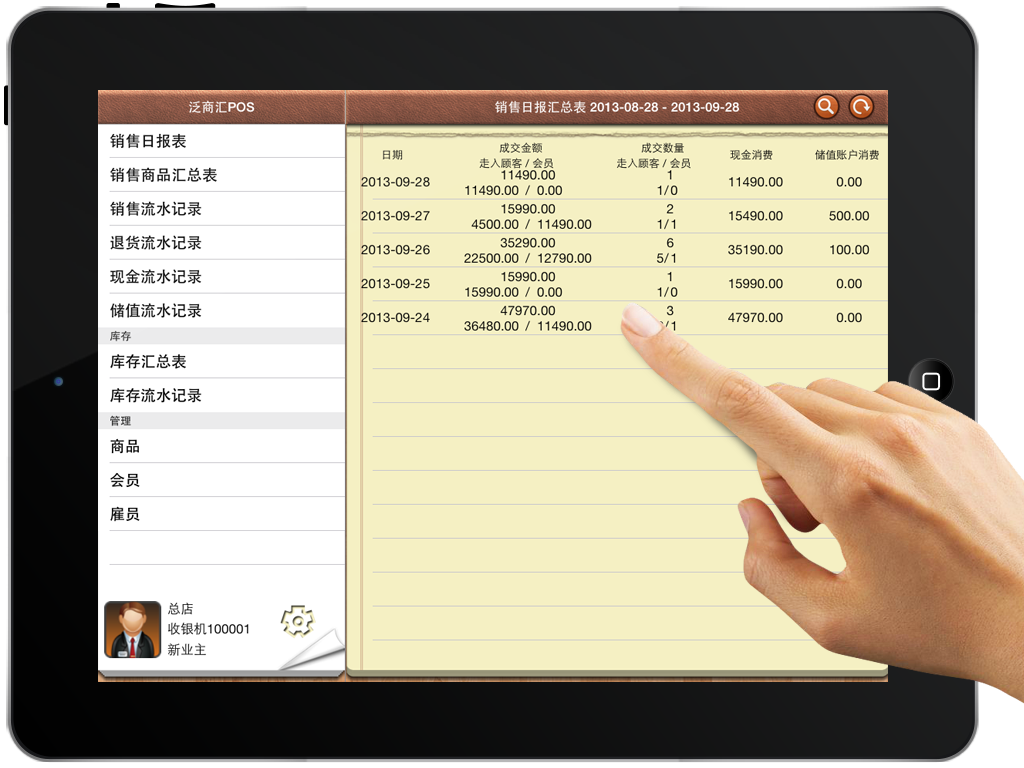 泛商汇POS
销售日报汇总表 2013-08-28 - 2013-09-28
销售日报表
销售商品汇总表
销售流水记录
退货流水记录
现金流水记录
储值流水记录
库存
库存汇总表
库存流水记录
管理
商品
会员
雇员
总店
收银机100001
新业主
日期 成交金额 成交数量 现金消费 储值账户消费
走入顾客 / 会员 走入顾客 / 会员
11490.00 1
2013-09-28 11490.00 0.00
11490.00 / 0.00 1/0
15990.00 2
2013-09-27 15490.00 500.00
4500.00 / 11490.00 1/1
35290.00 6
2013-09-26 35190.00 100.00
22500.00 / 12790.00 5/1
15990.00 1
2013-09-25 15990.00 0.00
15990.00 / 0.00 1/0
47970.00 3
2013-09-24 47970.00 0.00
36480.00 / 11490.00 /1